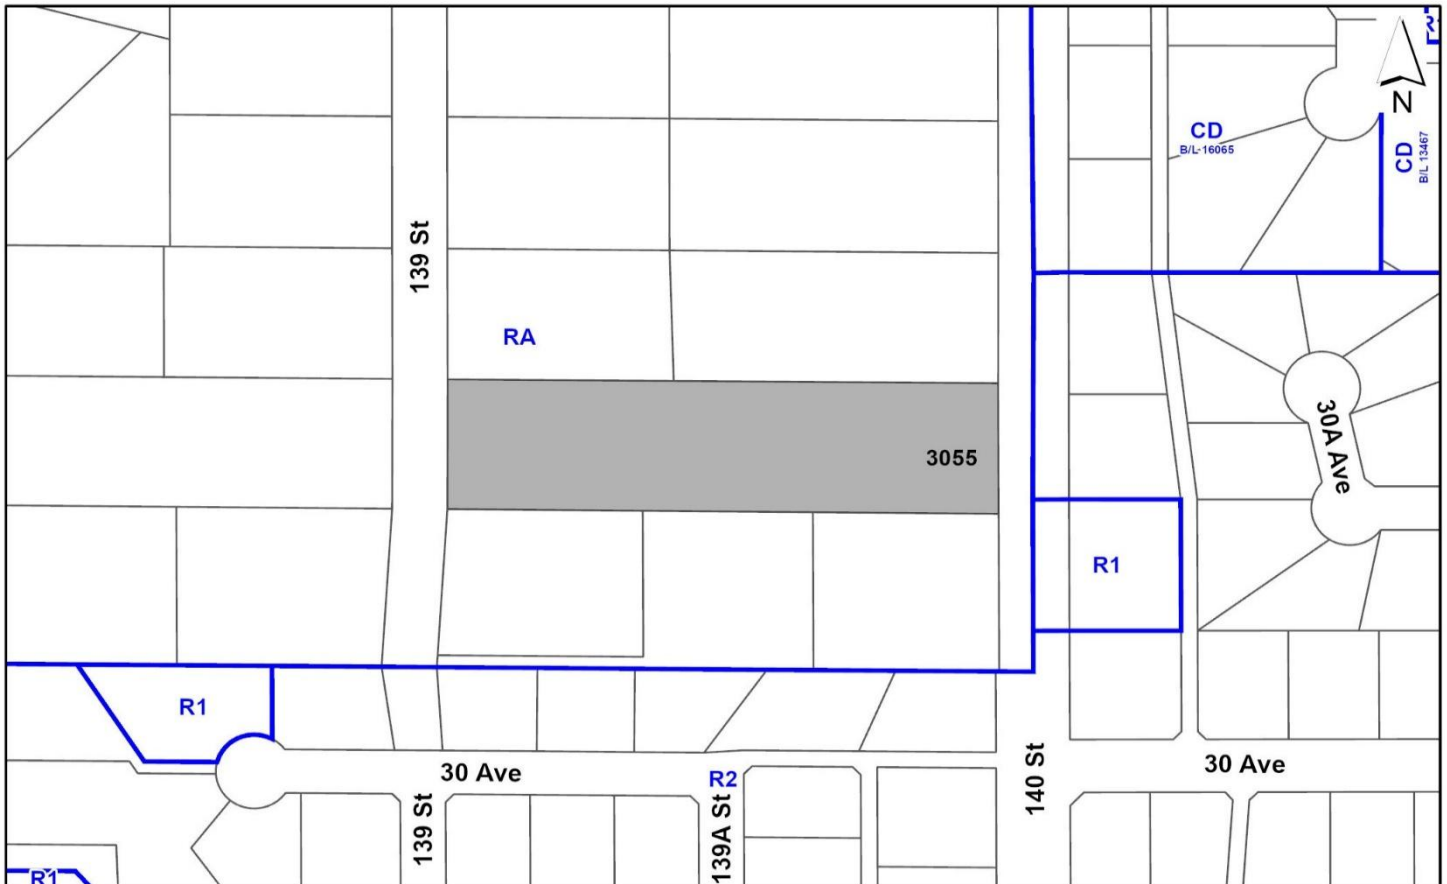 N
CD
B/L-16065
CD
B/L 13467
139 St
RA
30A Ave
3055
R1
R1
30 Ave
R2
140 St
30 Ave
139 St
139A St
R1